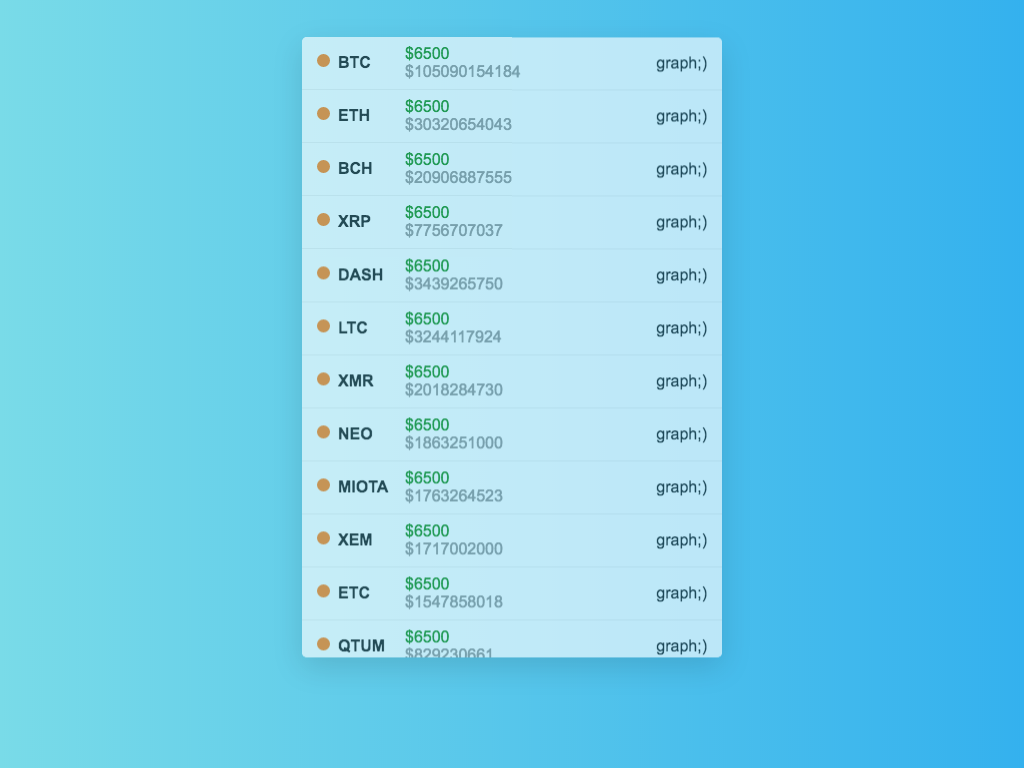 BTC $6500 graph;)
$105090154184
ETH $6500 graph;)
$30320654043
BCH $6500 graph;)
$20906887555
XRP $6500 graph;)
$7756707037
DASH $6500 graph;)
$3439265750
LTC $6500 graph;)
$3244117924
XMR $6500 graph;)
$2018284730
NEO $6500 graph;)
$1863251000
MIOTA $6500 graph;)
$1763264523
XEM $6500 graph;)
$1717002000
ETC $6500 graph;)
$1547858018
QTUM $6500 graph;)
$829230661